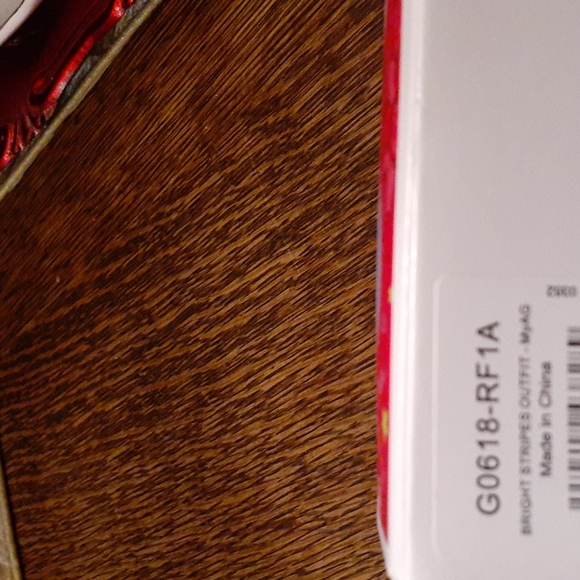 G0618-RF1A
BRIGHT STRIPES OUTFIT - MyAG
Made in China